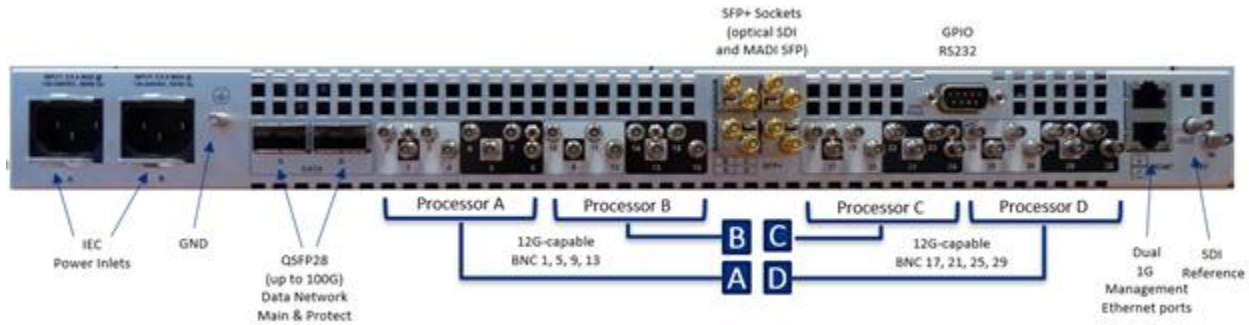 SFP+ Sockets
(optical SDI
and MADI SFP)
GPIO
RS232
A
B
A
B
DATA
SFP+
IEC
Power Inlets
GND
QSFP28
(up to 100G)
Data Network
Main & Protect
Processor A
Processor B
Processor C
Processor D
12G-capable
BNC 1, 5, 9, 13
12G-capable
BNC 17, 21, 25, 29
B
C
A
D
Dual
1G
Management
Ethernet ports
SDI
Reference